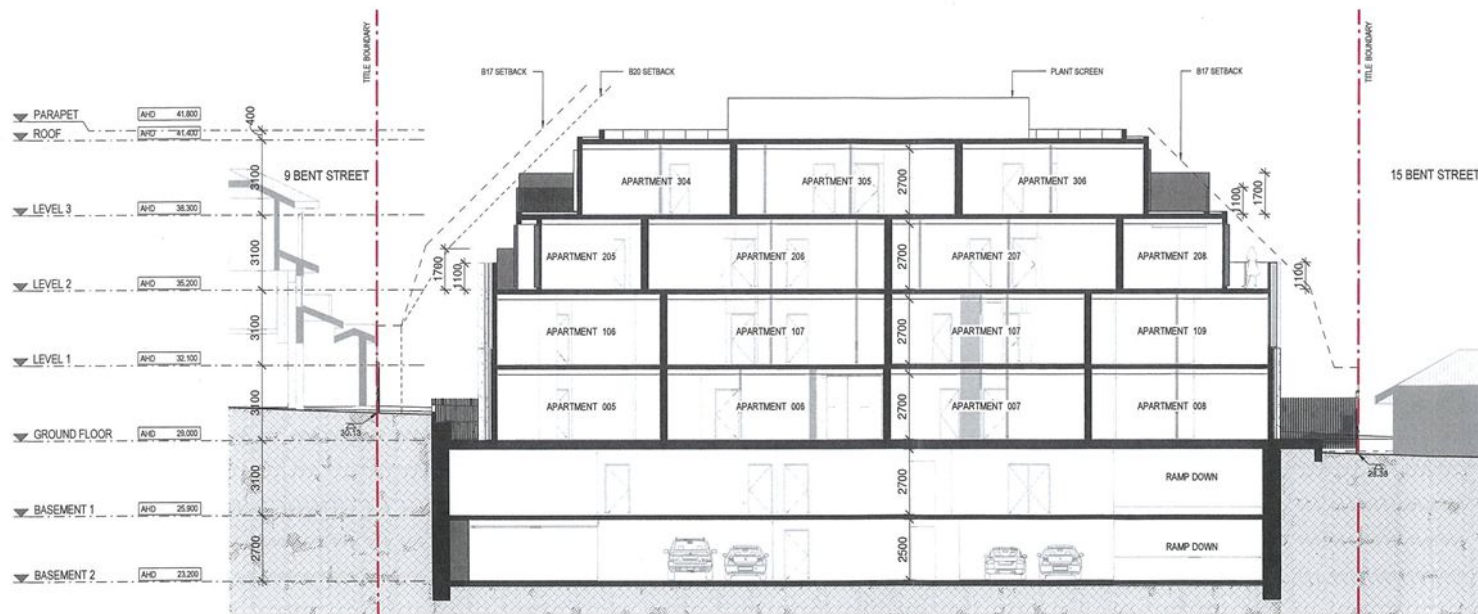 TITLE BOUNDARY
TITLE BOUNDARY
B17 SETBACK
B20 SETBACK
PLANT SCREEN
B17 SETBACK
PARAPET AHD 41,800
400
ROOF AHD 41,400
3100
9 BENT STREET
APARTMENT 304
APARTMENT 305
2700
APARTMENT 306
1100
1700
15 BENT STREET
LEVEL 3 AHD 38,300
3100
1700
1100
APARTMENT 205
APARTMENT 206
2700
APARTMENT 207
APARTMENT 208
1100
LEVEL 2 AHD 35,200
3100
APARTMENT 106
APARTMENT 107
2700
APARTMENT 107
APARTMENT 109
LEVEL 1 AHD 32,100
3100
APARTMENT 005
APARTMENT 006
2700
APARTMENT 007
APARTMENT 008
30.13
GROUND FLOOR AHD 29,000
3100
2700
RAMP DOWN
BASEMENT 1 AHD 25,900
2700
2500
RAMP DOWN
BASEMENT 2 AHD 23,200